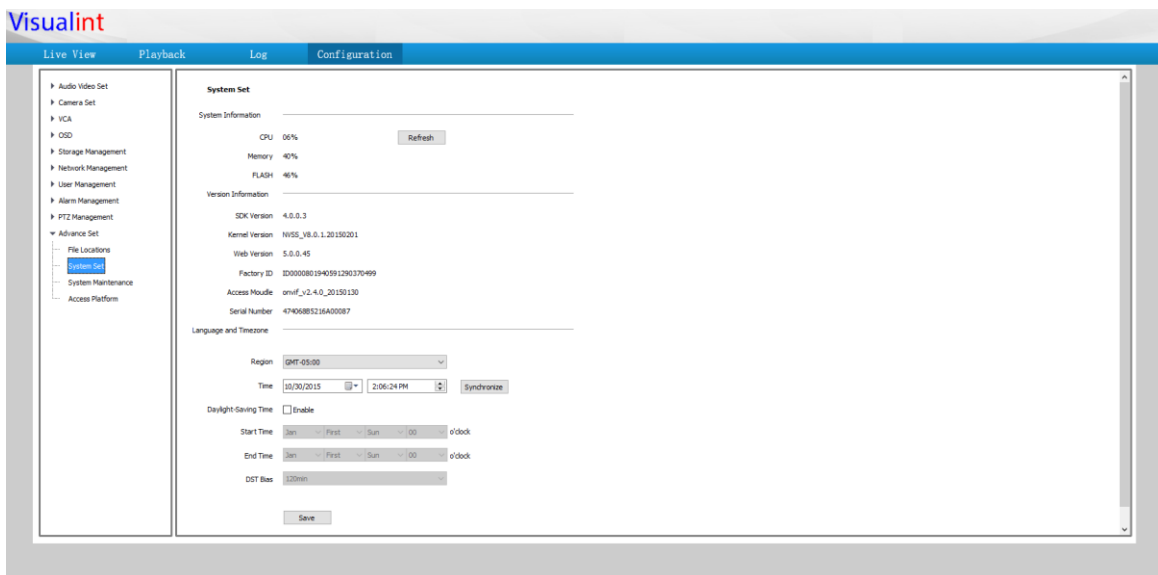 Visualint
Live View Playback Log Configuration
Audio Video Set
Camera Set
VCA
OSD
Storage Management
Network Management
User Management
Alarm Management
PTZ Management
Advance Set
File Locations
System Set
System Maintenance
Access Platform
System Set
System Information
CPU 06% Refresh
Memory 40%
FLASH 46%
Version Information
SDK Version 4.0.0.3
Kernel Version NVSS_V8.0.1.20150201
Web Version 5.0.0.45
Factory ID ID0000801940591290370499
Access Moudle onvif_v2.4.0_20150130
Serial Number 47406885216A00087
Language and Timezone
Region GMT-05:00
Time 10/30/2015 2:06:24 PM Synchronize
Daylight-Saving Time Enable
Start Time Jan First Sun 00 o'clock
End Time Jan First Sun 00 o'clock
DST Bias 120min
Save